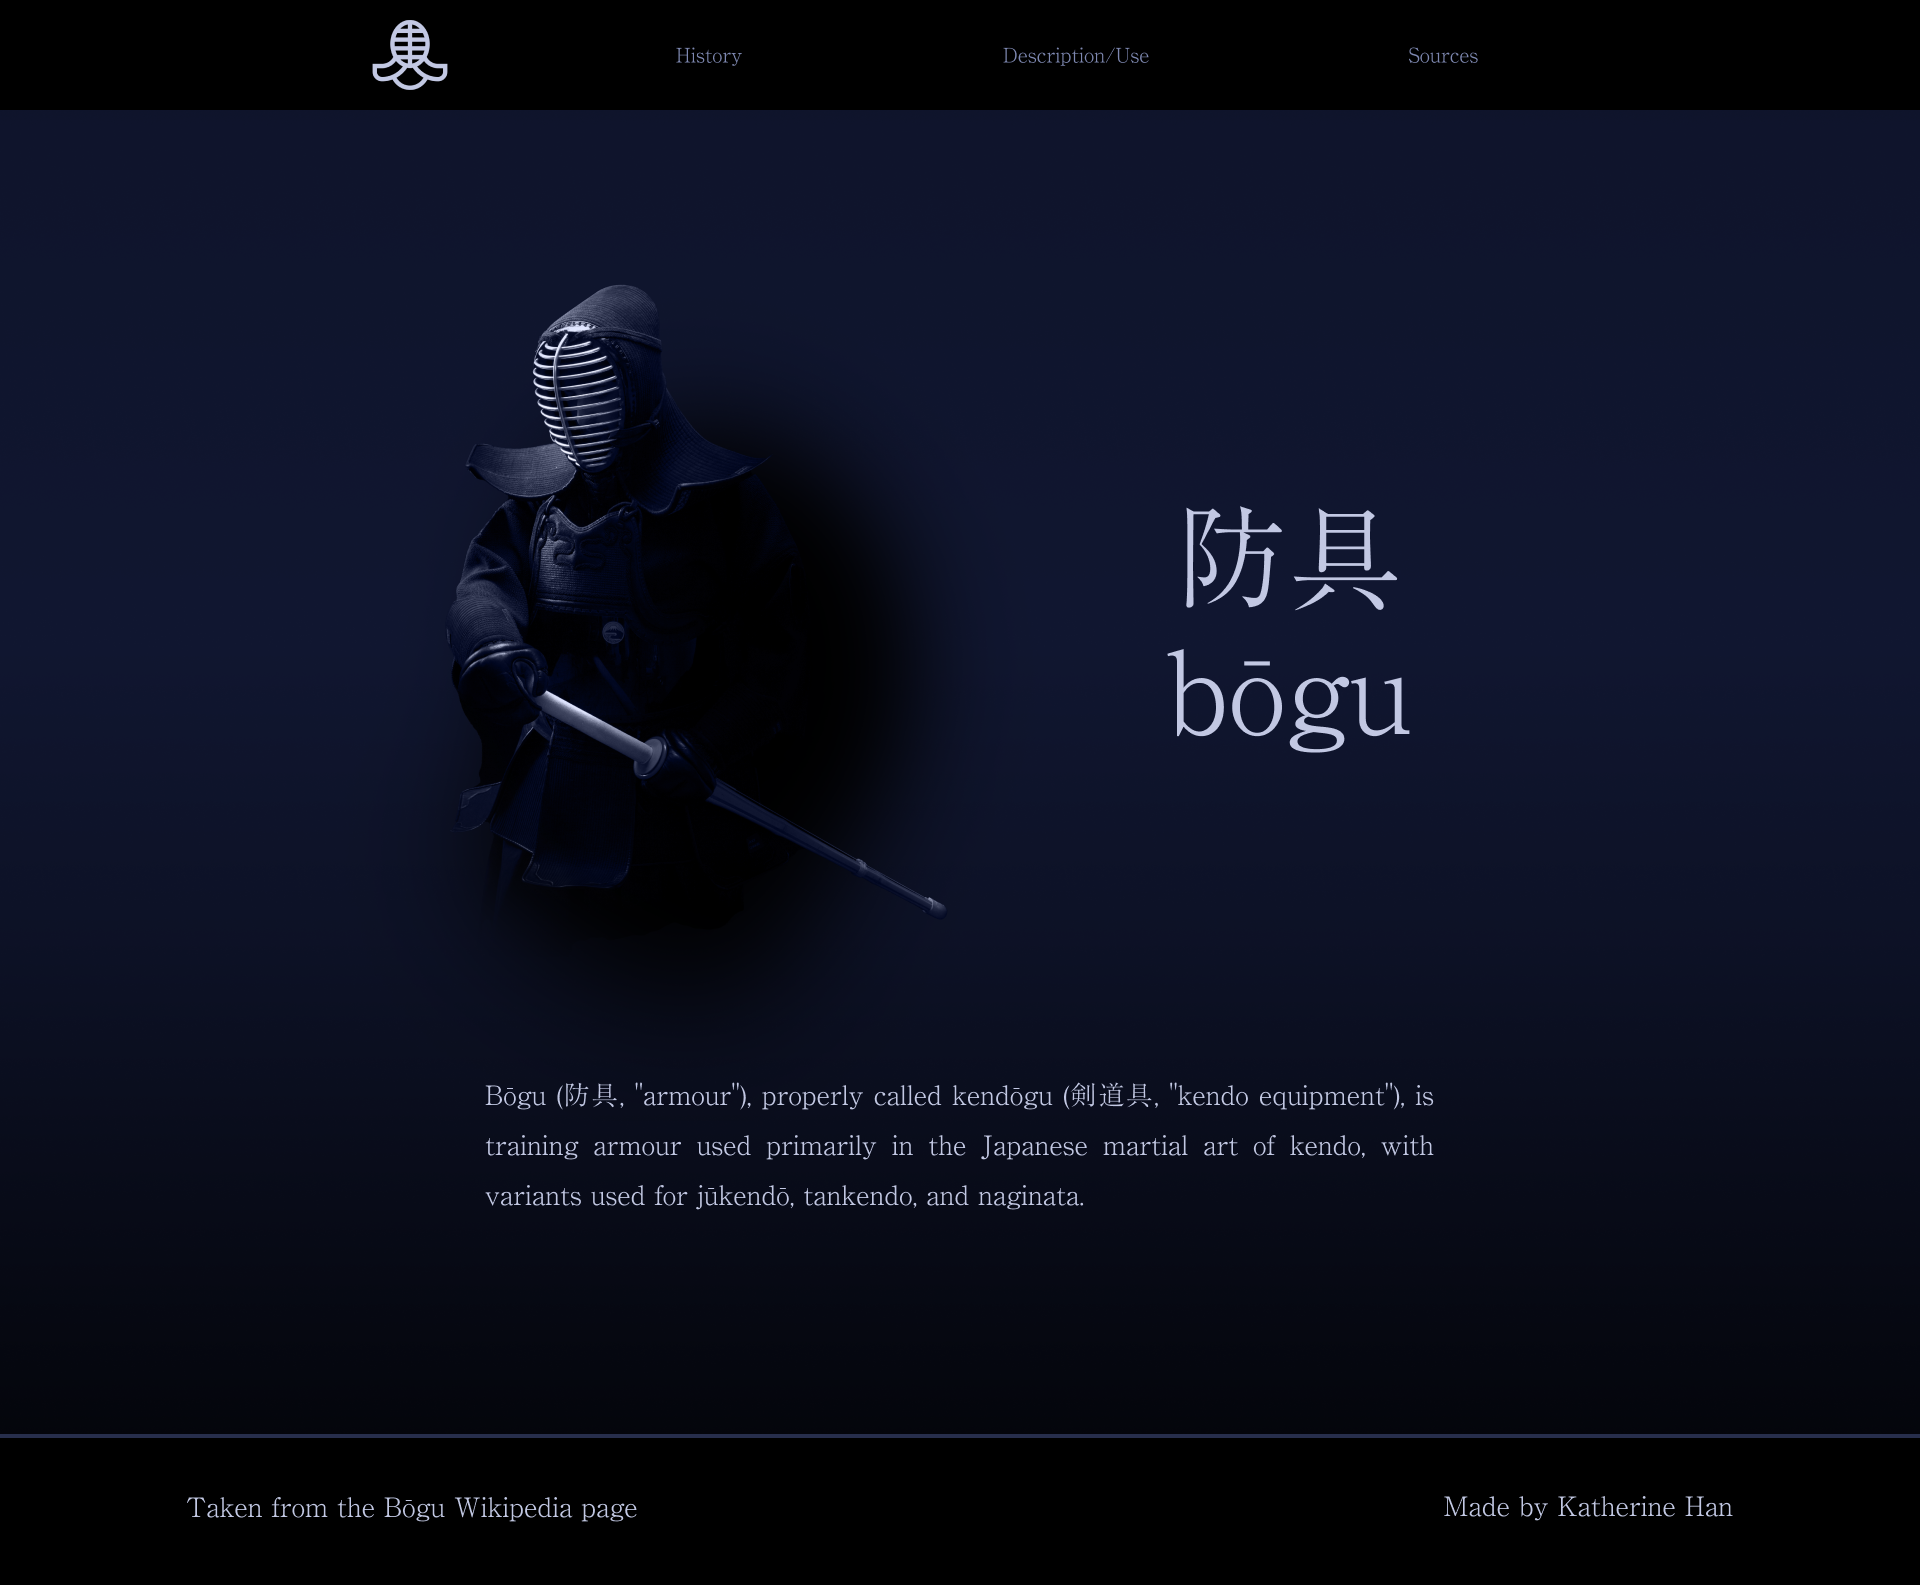 History
Description/Use
Sources
防具
bōgu
Bōgu (防具, "armour"), properly called kendōgu (剣道具, "kendo equipment"), is
training armour used primarily in the Japanese martial art of kendo, with
variants used for jūkendō, tankendo, and naginata.
Taken from the Bōgu Wikipedia page
Made by Katherine Han